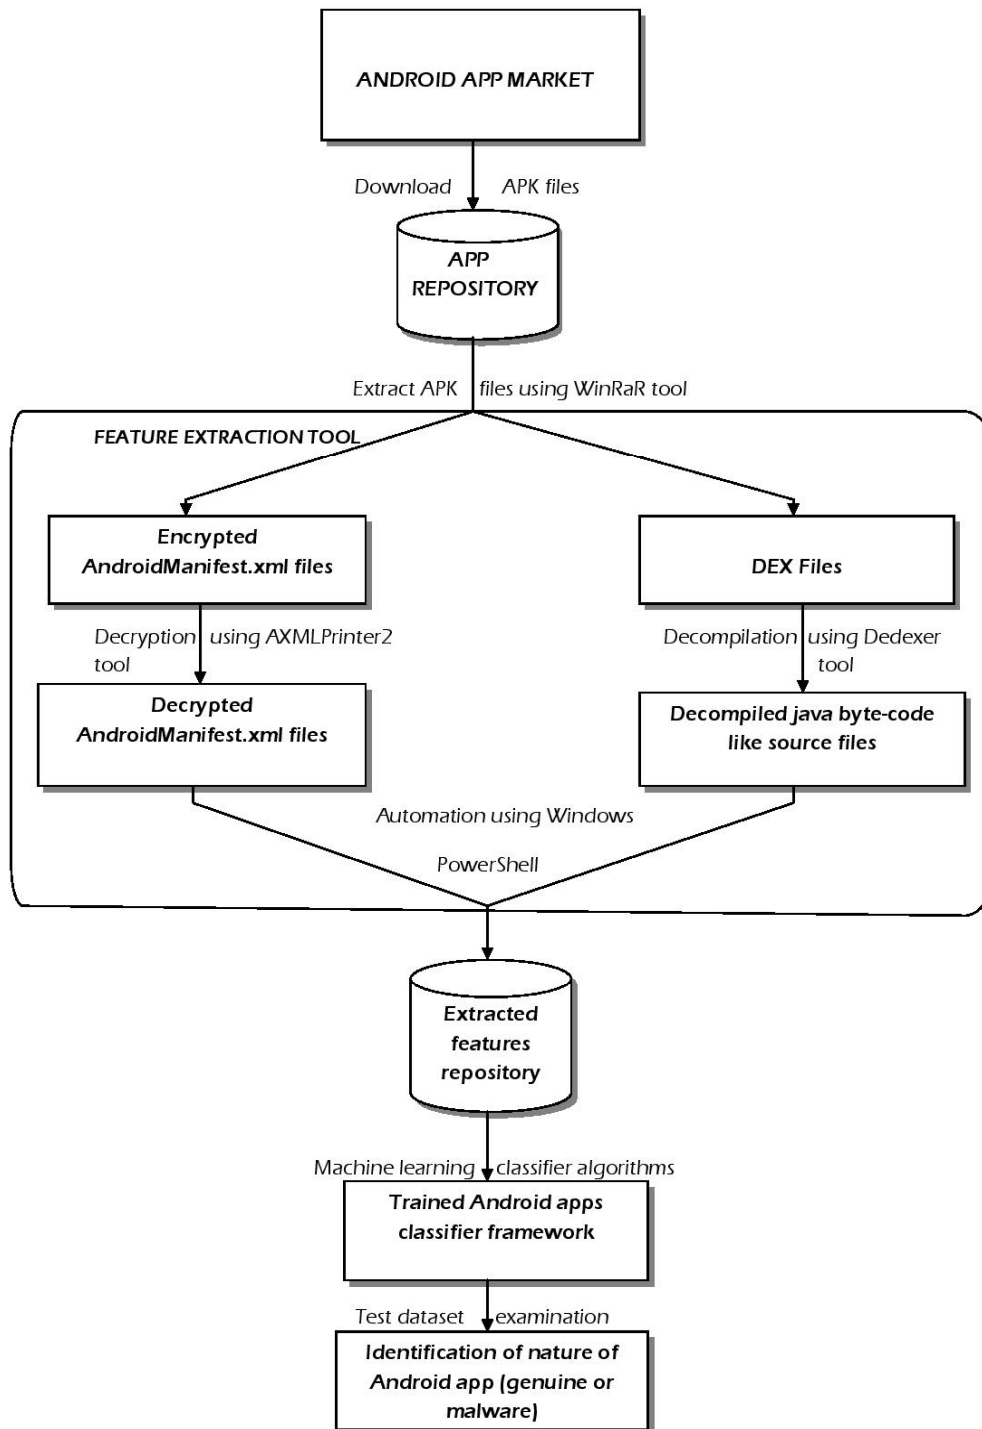 ANDROID APP MARKET
Download APK files
APP
REPOSITORY
Extract APK files using WinRaR tool
FEATURE EXTRACTION TOOL
Encrypted
AndroidManifest.xml files
DEX Files
Decryption using AXMLPrinter2
tool
Decompilation using Dedexer
tool
Decrypted
AndroidManifest.xml files
Decompiled java byte-code
like source files
Automation using Windows
PowerShell
Extracted
features
repository
Machine learning classifier algorithms
Trained Android apps
classifier framework
Test dataset examination
Identification of nature of
Android app (genuine or
malware)